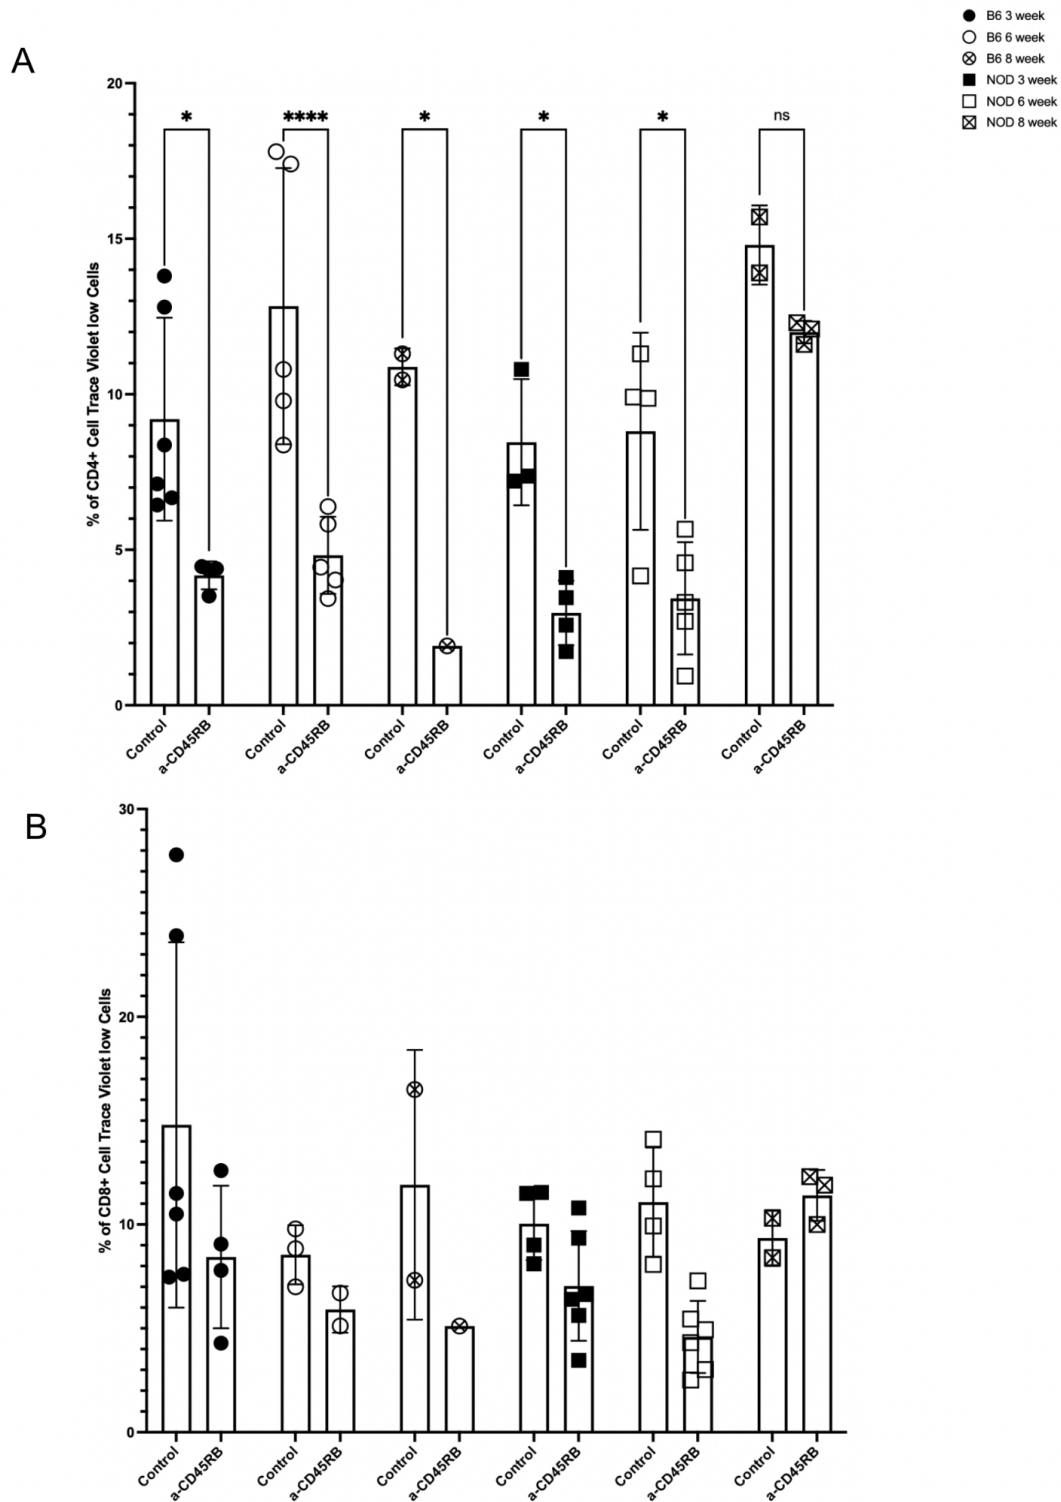 B6 3 week
B6 6 week
B6 8 week
NOD 3 week
NOD 6 week
NOD 8 week
A
% of CD4+ Cell Trace Violet low Cells
20
15
10
5
0
* **** * * * ns
Control a-CD45RB Control a-CD45RB Control a-CD45RB Control a-CD45RB Control a-CD45RB Control a-CD45RB
B
% of CD8+ Cell Trace Violet low Cells
30
20
10
0
Control a-CD45RB Control a-CD45RB Control a-CD45RB Control a-CD45RB Control a-CD45RB Control a-CD45RB